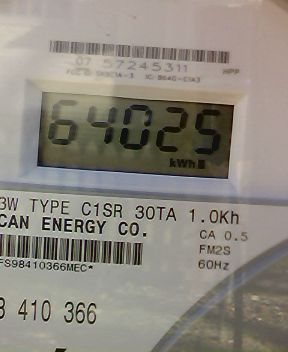 07 57245311
HPP
64025
kWh
3W TYPE C1SR 30TA 1.0Kh
CAN ENERGY CO.
CA 0.5
FM2S
60Hz
FS98410366MEC*
410 366